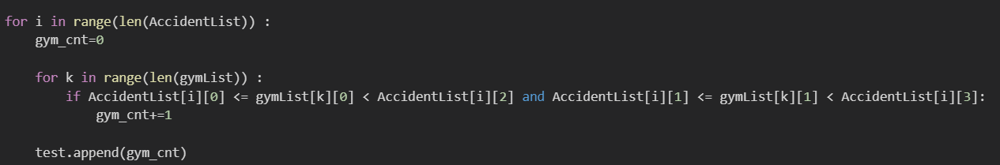 for i in range(len(AccidentList)) :
    gym_cnt=0
    for k in range(len(gymList)) :
        if AccidentList[i][0] <= gymList[k][0] < AccidentList[i][2] and AccidentList[i][1] <= gymList[k][1] < AccidentList[i][3]:
            gym_cnt+=1
    test.append(gym_cnt)